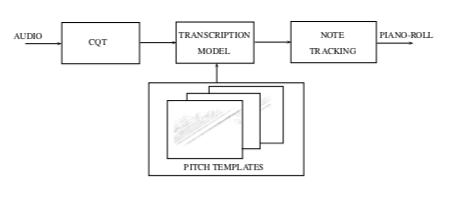 AUDIO
CQT
TRANSCRIPTION
MODEL
NOTE
TRACKING
PIANO-ROLL
PITCH TEMPLATES